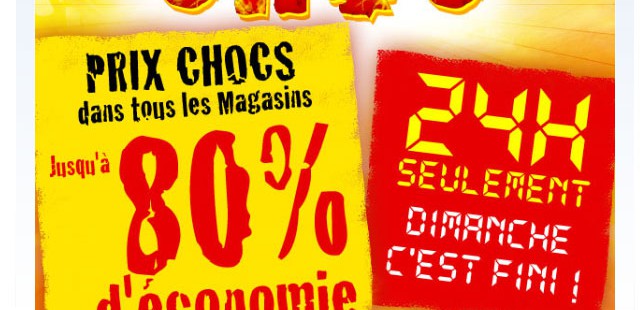 PRIX CHOCS
dans tous les Magasins
Jusqu'à
80%
d'économie
24H
SEULEMENT
DIMANCHE
C'EST FINI !